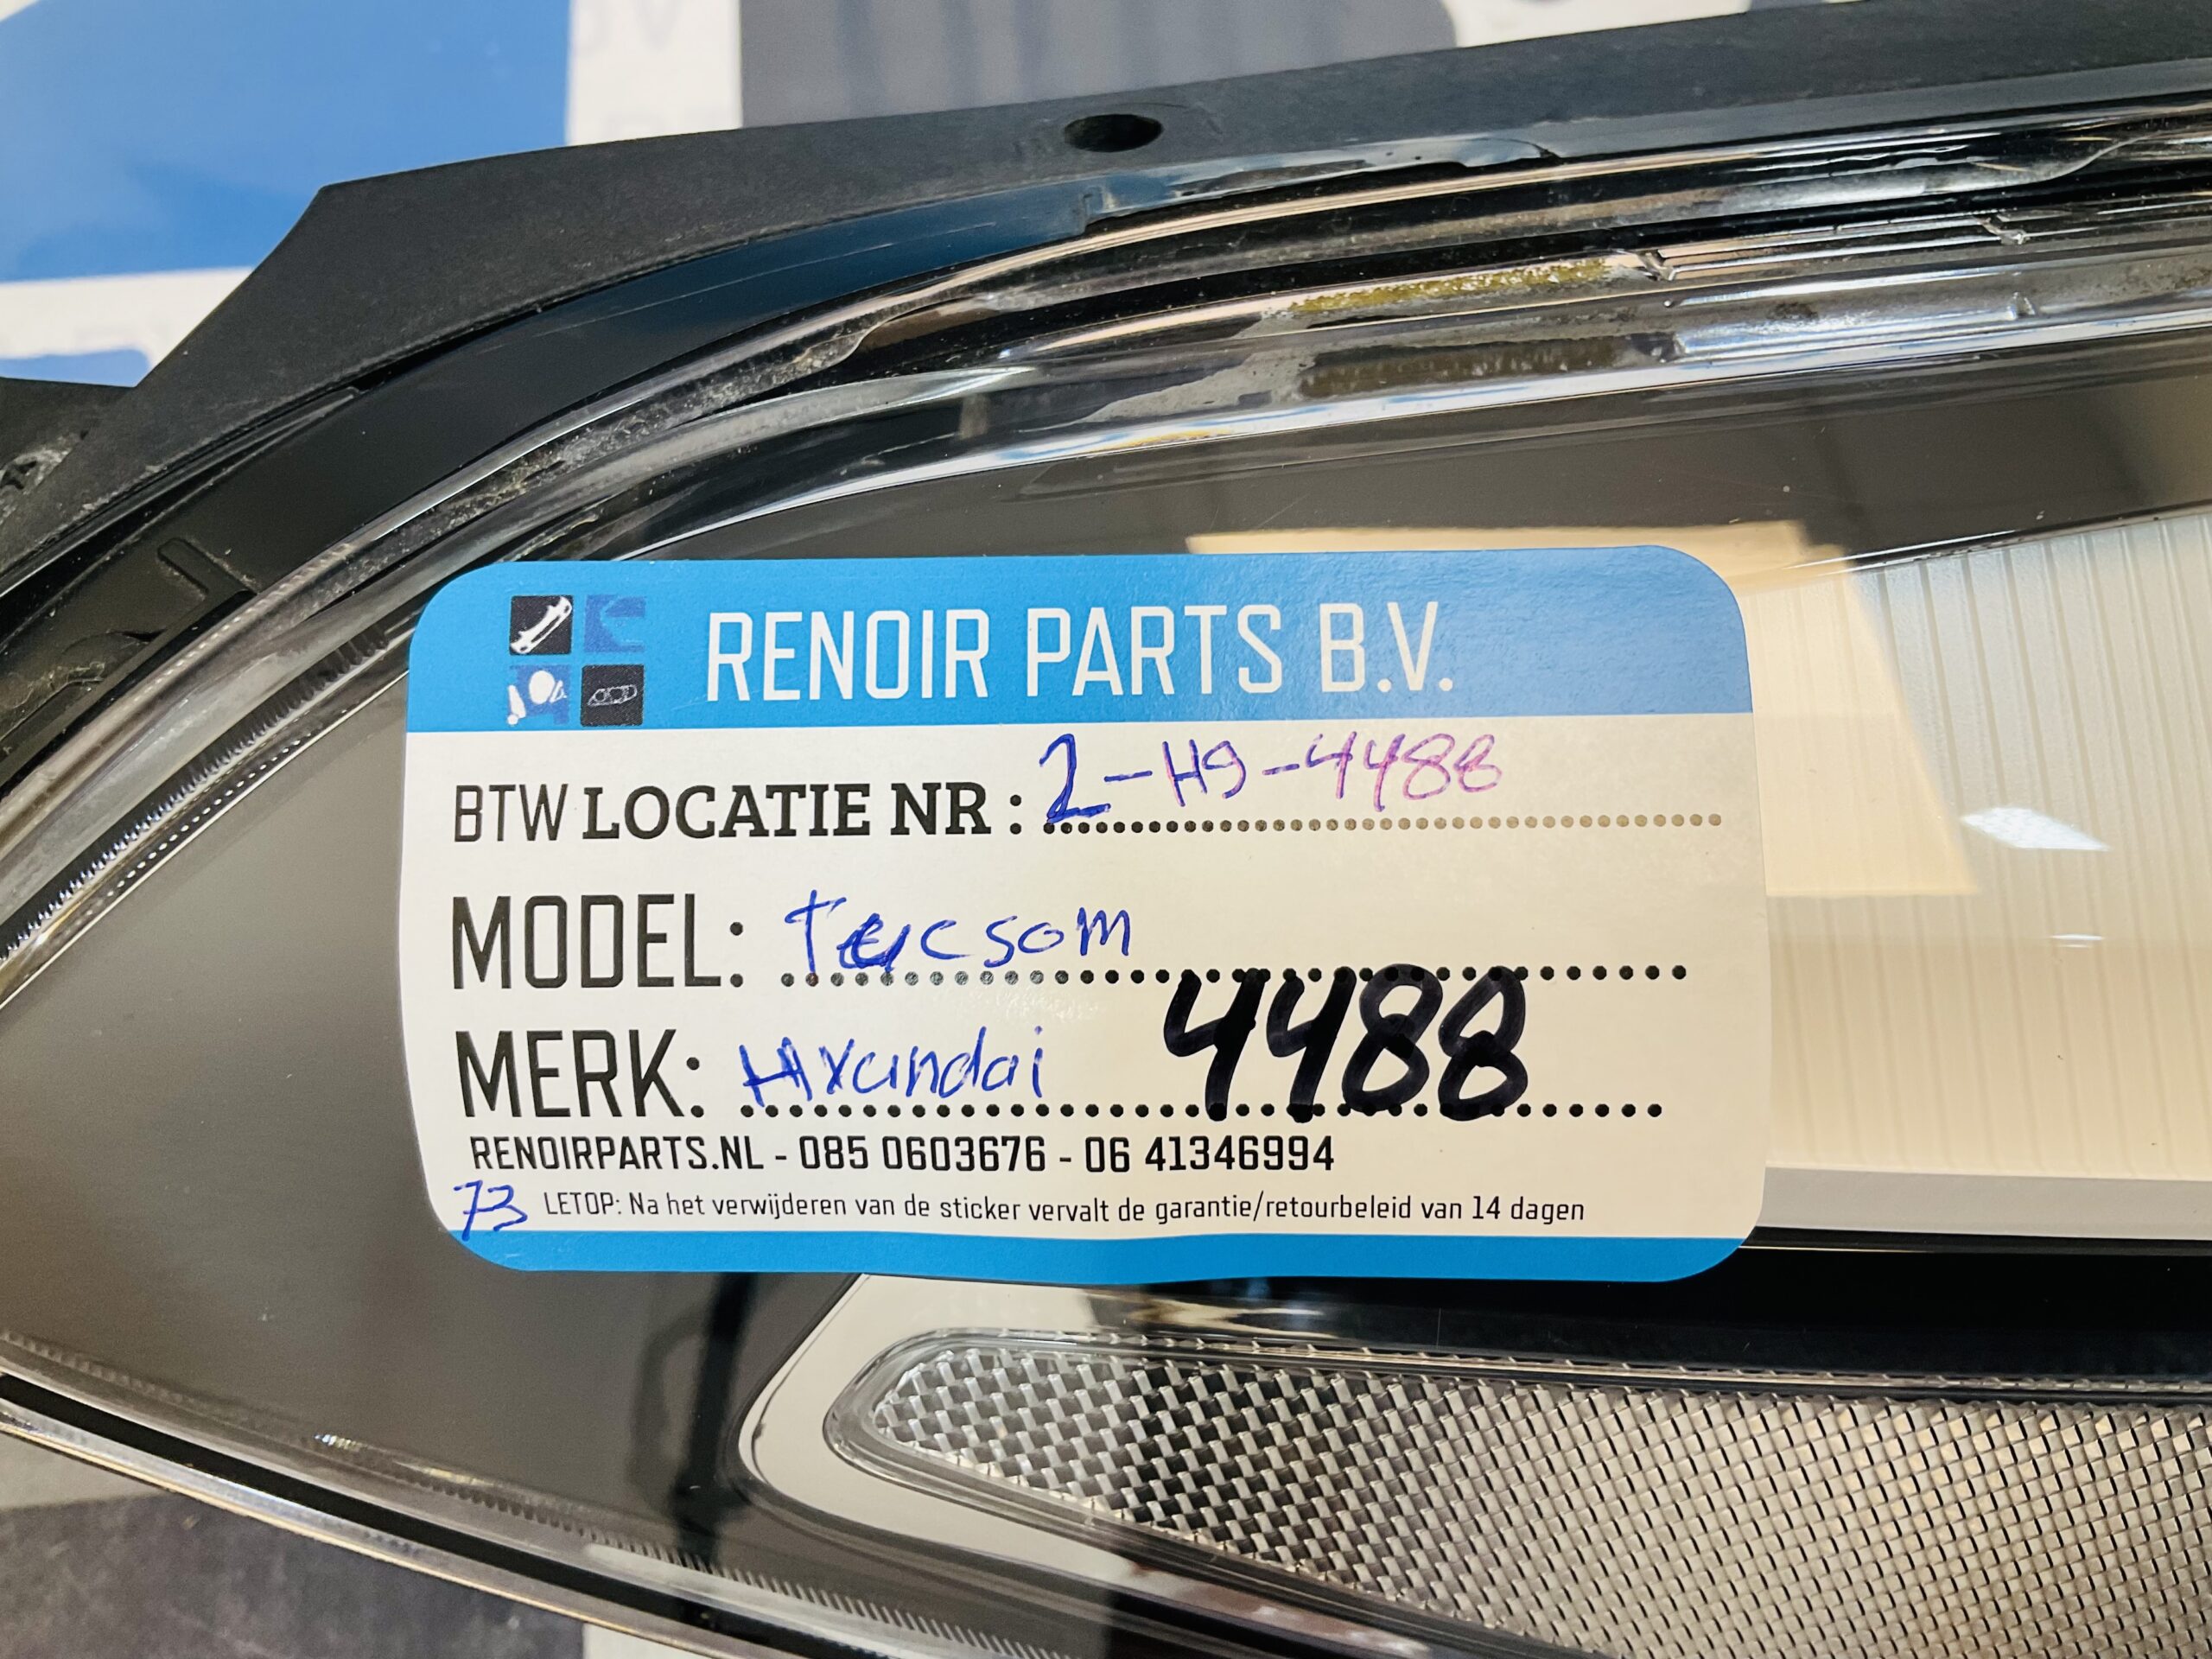 RENOIR PARTS B.V.
BTW LOCATIE NR : 2-H9-4488
MODEL: Tucsom
MERK: Hyundai 4488
RENOIRPARTS.NL - 085 0603676 - 06 41346994
73 LETOP: Na het verwijderen van de sticker vervalt de garantie/retourbeleid van 14 dagen